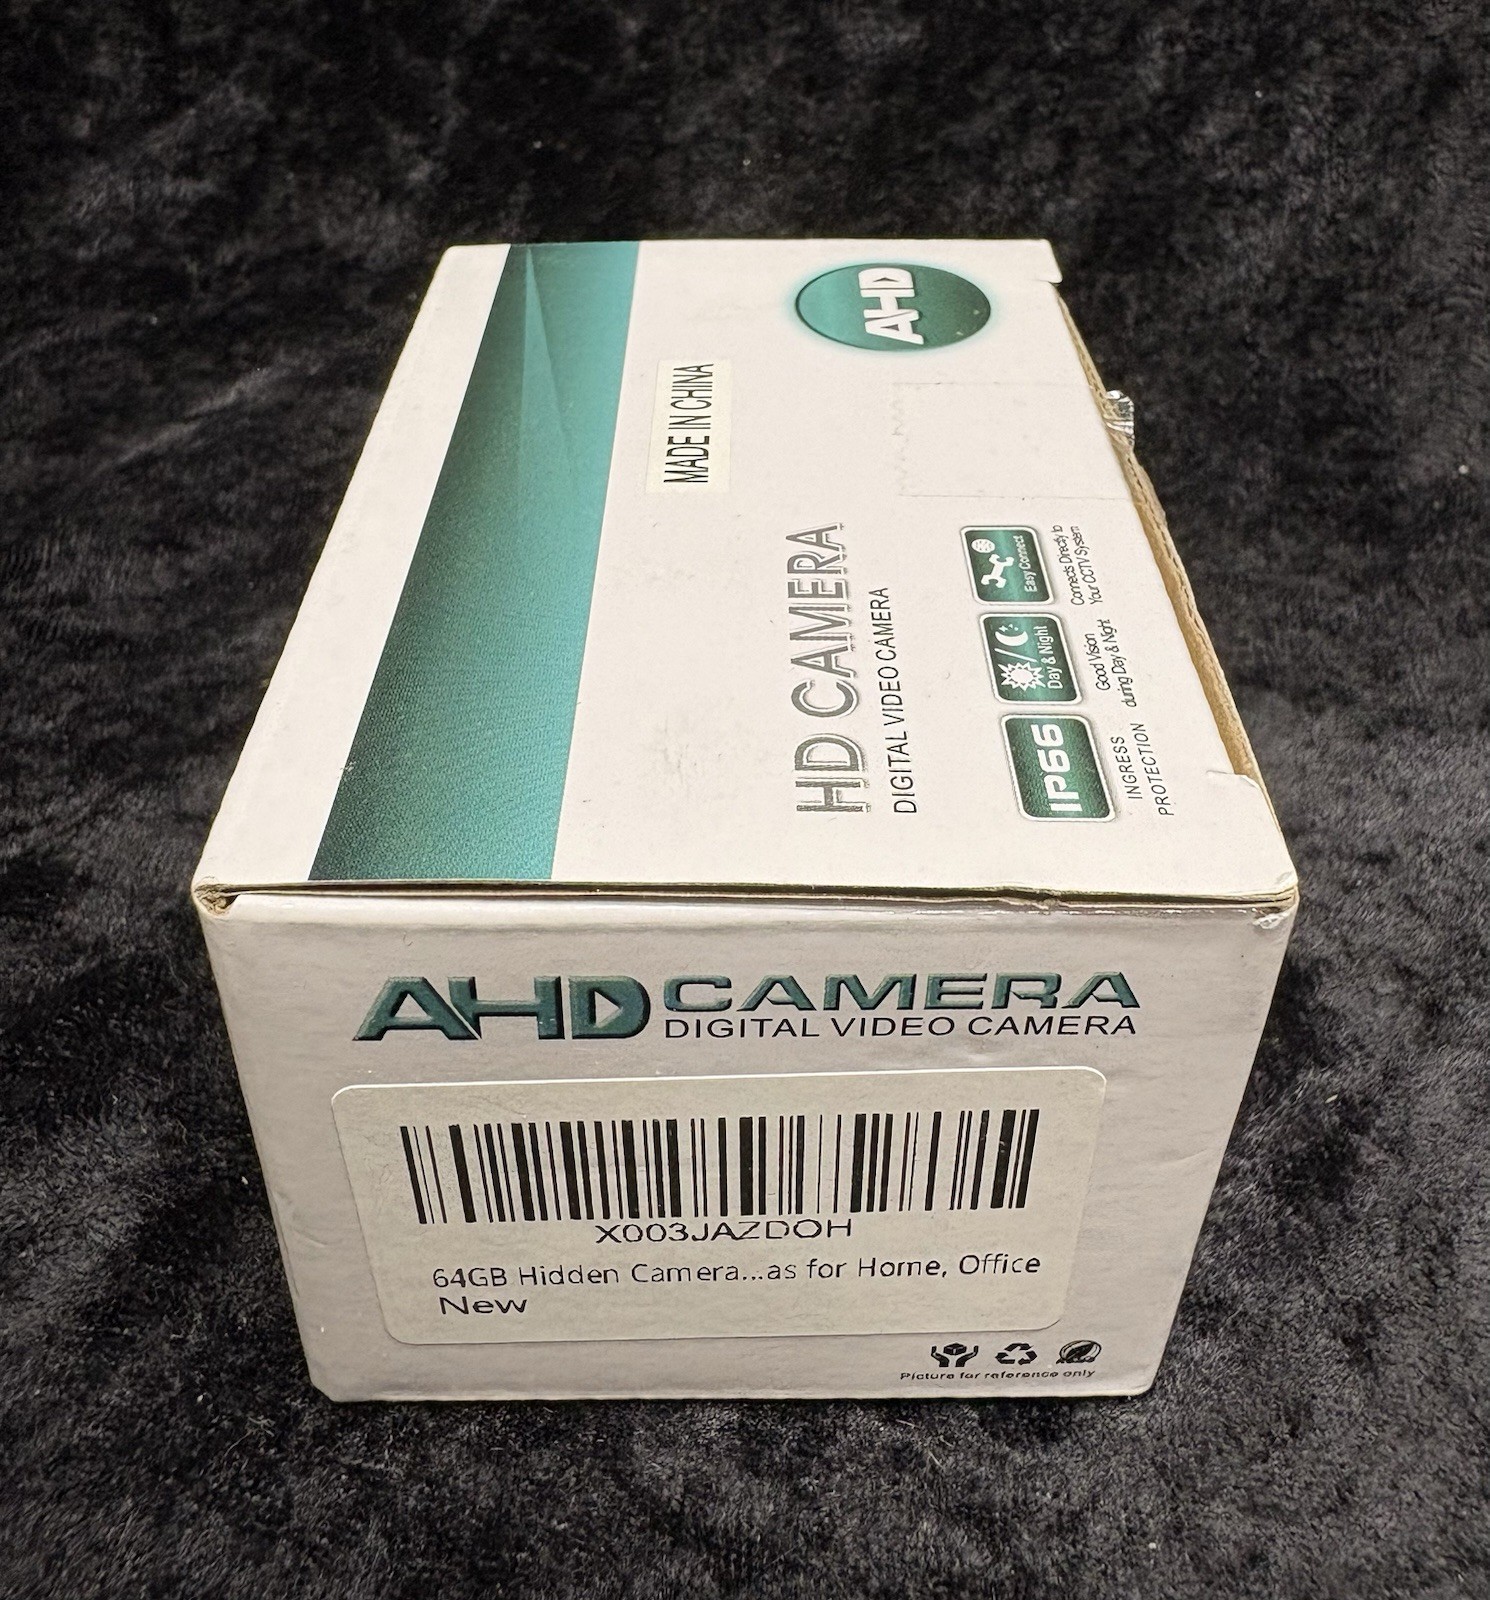 AHD
MADE IN CHINA
HD CAMERA
DIGITAL VIDEO CAMERA
IP66
INGRESS
PROTECTION
Day & Night
Good Vision
during Day & Night
Easy Connect
Connects Directly to
Your CCTV System
AHD CAMERA
DIGITAL VIDEO CAMERA
X003JAZDOH
64GB Hidden Camera...as for Home, Office
New
Picture for reference only